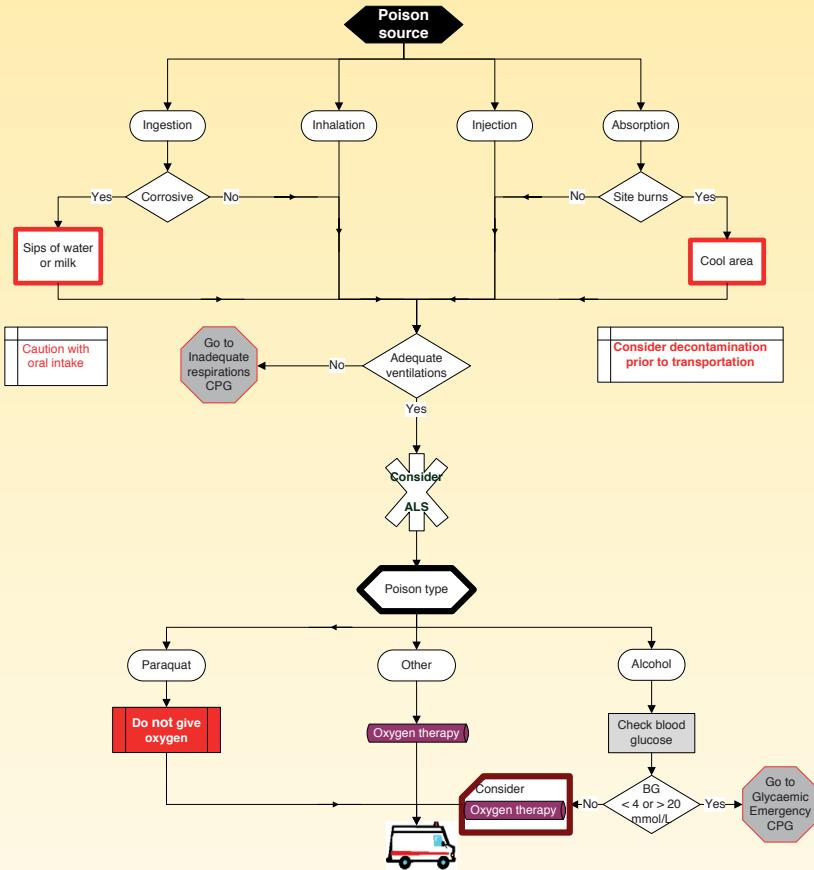 Poison
source
Ingestion
Inhalation
Injection
Absorption
Yes
Corrosive
No
No
Site burns
Yes
Sips of water
or milk
Cool area
Caution with
oral intake
Go to
Inadequate
respirations
CPG
No
Adequate
ventilations
Consider decontamination
prior to transportation
Yes
Consider
ALS
Poison type
Paraquat
Other
Alcohol
Do not give
oxygen
Oxygen therapy
Check blood
glucose
Consider
Oxygen therapy
No
BG
< 4 or > 20
mmol/L
Yes
Go to
Glycaemic
Emergency
CPG